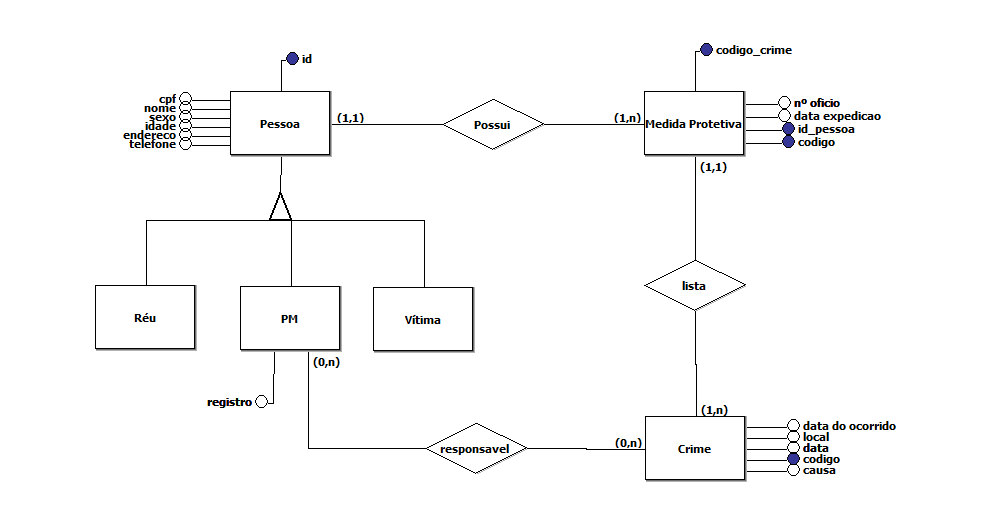 id
codigo_crime
cpf
nome
sexo
idade
endereco
telefone
Pessoa
(1,1)
Possui
(1,n)
Medida Protetiva
nº oficio
data expedicao
id_pessoa
codigo
(1,1)
lista
Réu
PM
Vítima
(0,n)
registro
responsavel
(0,n)
(1,n)
Crime
data do ocorrido
local
data
codigo
causa